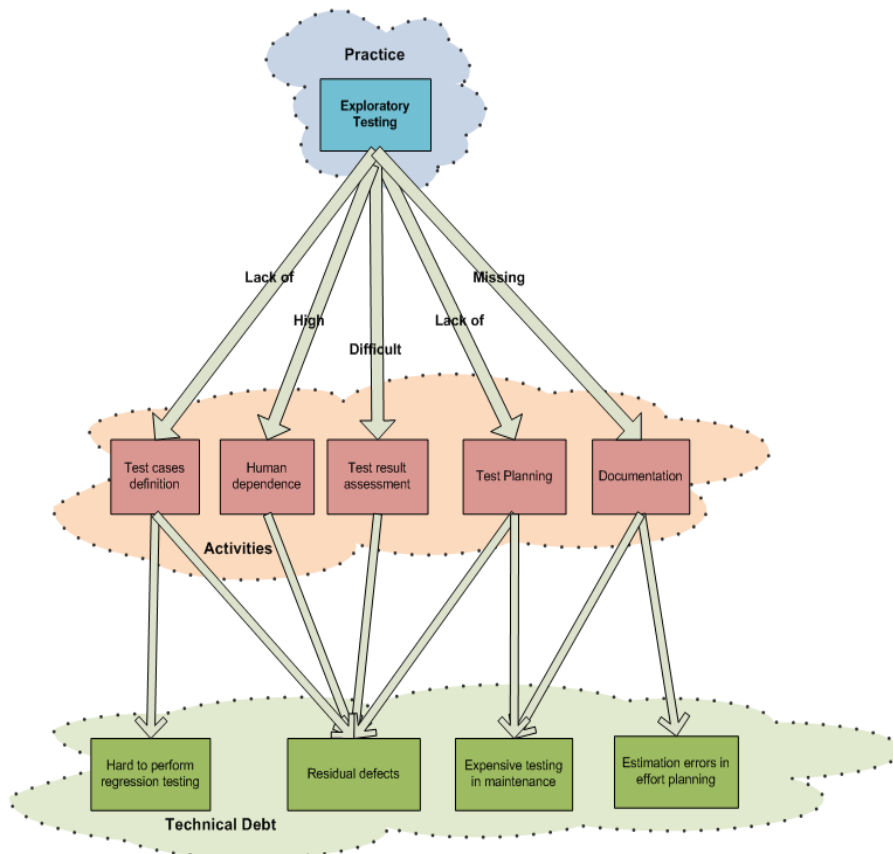 Practice
Exploratory
Testing
Lack of
Missing
High
Lack of
Difficult
Test cases
definition
Human
dependence
Test result
assessment
Test Planning
Documentation
Activities
Hard to perform
regression testing
Residual defects
Expensive testing
in maintenance
Estimation errors in
effort planning
Technical Debt